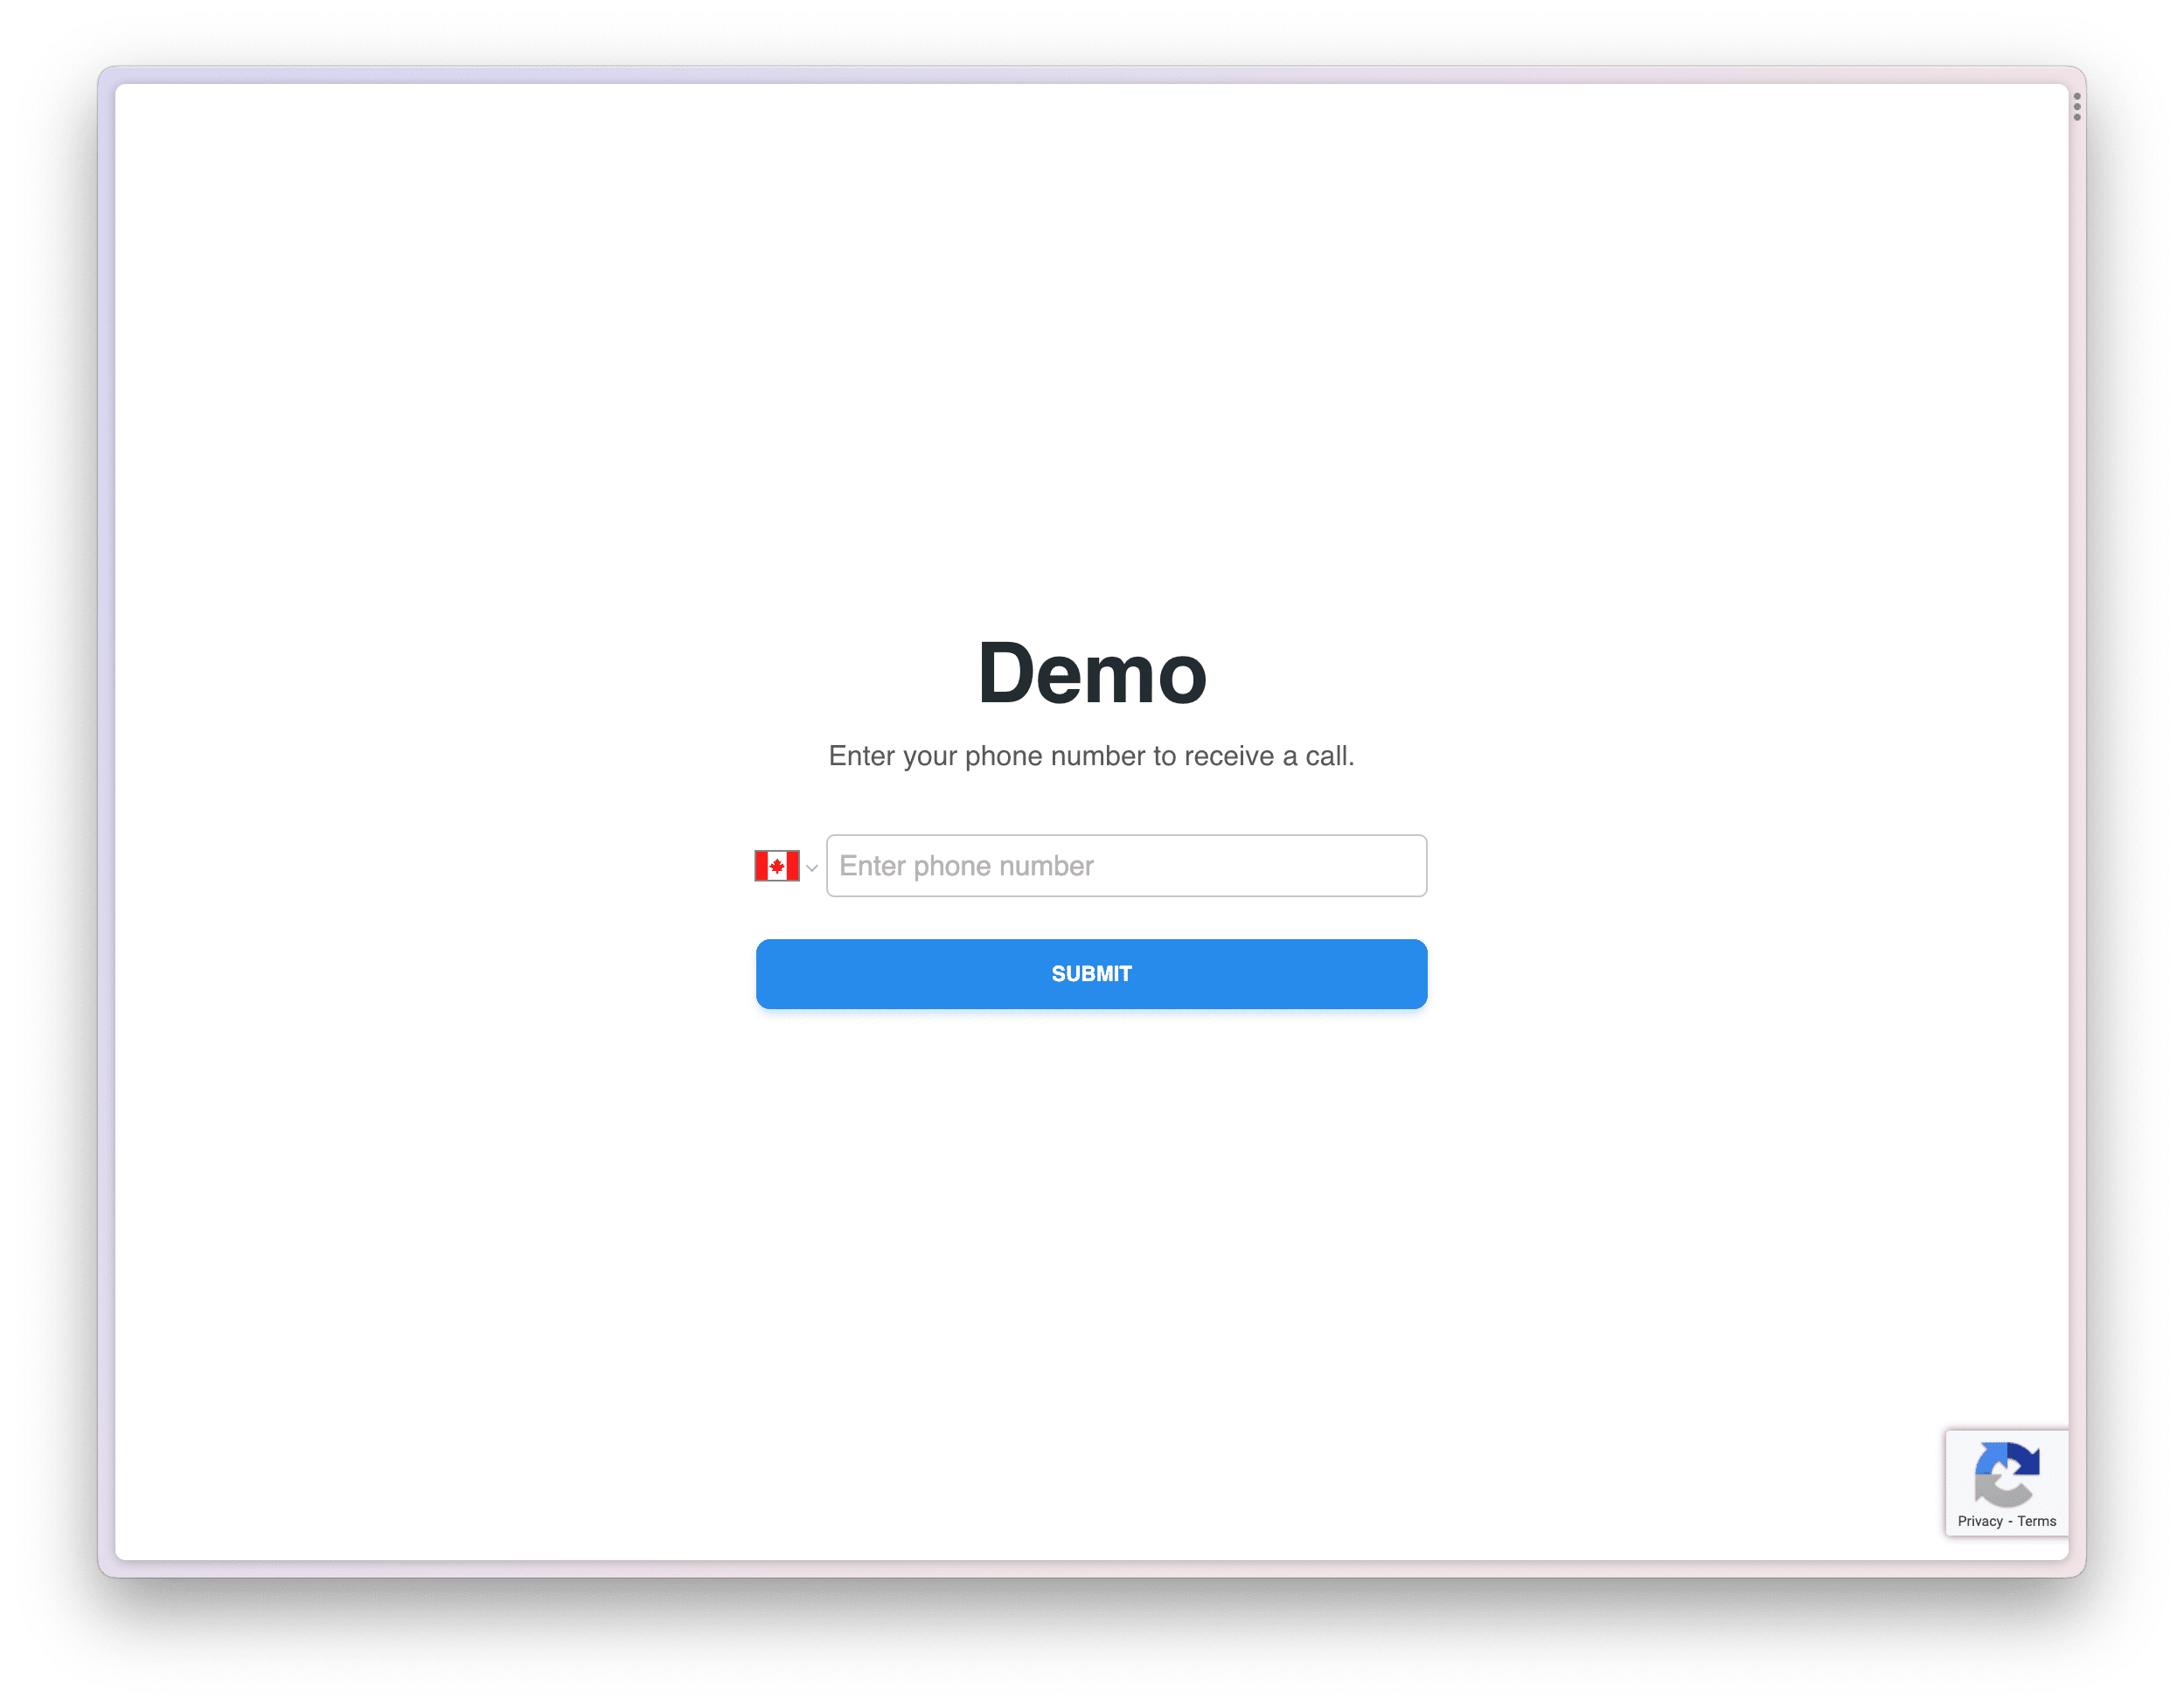 Demo
Enter your phone number to receive a call.
Enter phone number
SUBMIT
Privacy - Terms